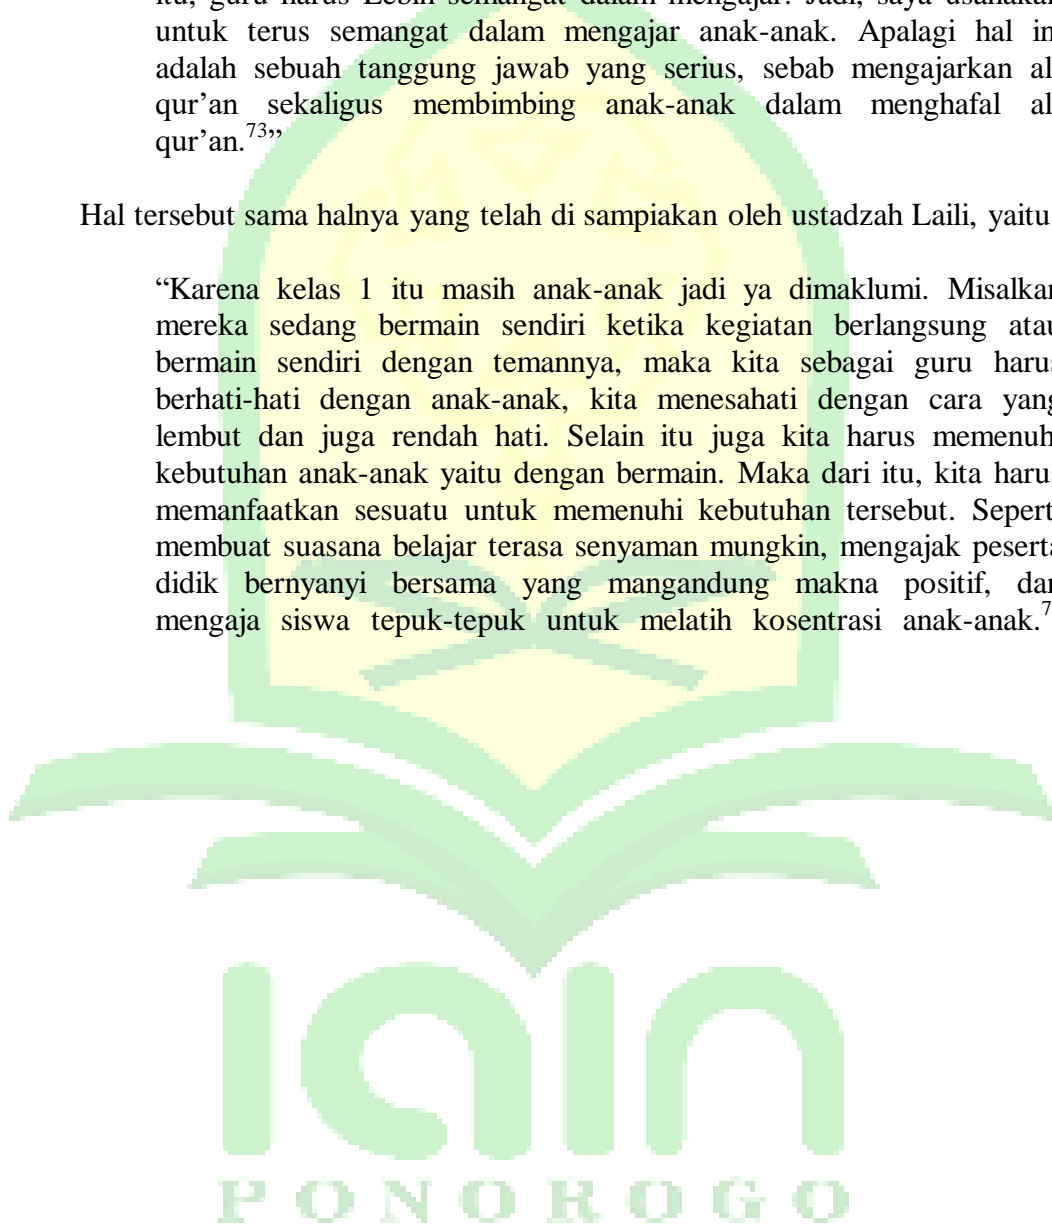 itu, guru harus Lebih semangat dalam mengajar. Jadi, saya usahakan
untuk terus semangat dalam mengajar anak-anak. Apalagi hal in
adalah sebuah tanggung jawab yang serius, sebab mengajarkan al
qur’an sekaligus membimbing anak-anak dalam menghafal al
qur’an.73”
Hal tersebut sama halnya yang telah di sampiakan oleh ustadzah Laili, yaitu
“Karena kelas 1 itu masih anak-anak jadi ya dimaklumi. Misalkan
mereka sedang bermain sendiri ketika kegiatan berlangsung atau
bermain sendiri dengan temannya, maka kita sebagai guru harus
berhati-hati dengan anak-anak, kita menesahati dengan cara yang
lembut dan juga rendah hati. Selain itu juga kita harus memenuh
kebutuhan anak-anak yaitu dengan bermain. Maka dari itu, kita harus
memanfaatkan sesuatu untuk memenuhi kebutuhan tersebut. Sepert
membuat suasana belajar terasa senyaman mungkin, mengajak peserta
didik bernyanyi bersama yang mangandung makna positif, dan
mengaja siswa tepuk-tepuk untuk melatih kosentrasi anak-anak.7
iain
PONOROGO